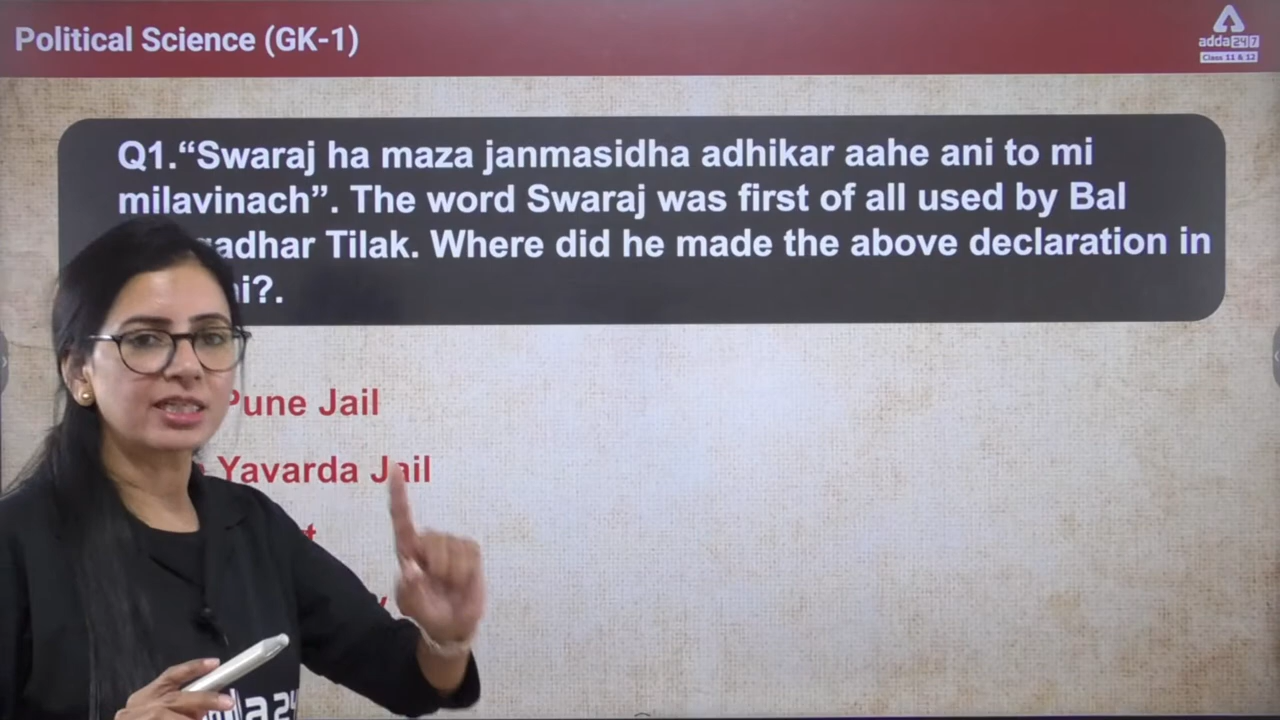 Political Science (GK-1)
adda247
Class 11 & 12
Q1.“Swaraj ha maza janmasidha adhikar aahe ani to mi
milavinach”. The word Swaraj was first of all used by Bal
Tilak. Where did he made the above declaration in
Pune Jail
Yavarda Jail